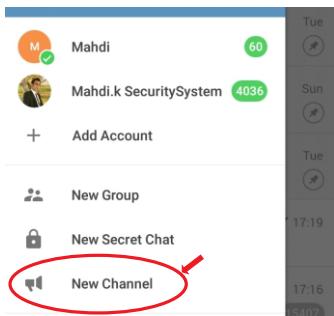 Tue
M Mahdi 60
Mahdi.k SecuritySystem 4036
Sun
Add Account
Tue
New Group
17:19
New Secret Chat
New Channel
17:16
15407